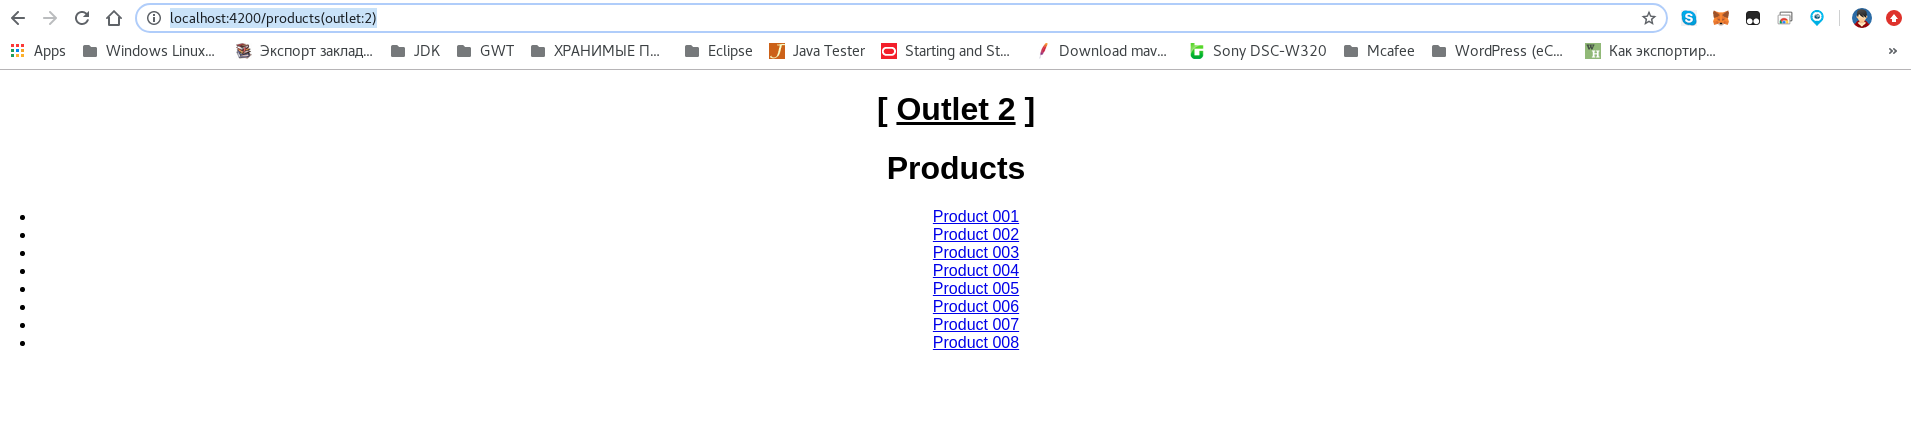 localhost:4200/products(outlet:2)
Apps Windows Linux... Экспорт заклад... JDK GWT ХРАНИМЫЕ П... Eclipse Java Tester Starting and St... Download mav... Sony DSC-W320 Mcafee WordPress (eC... Как экспортир... »
[ Outlet 2 ]
Products
• Product 001
• Product 002
• Product 003
• Product 004
• Product 005
• Product 006
• Product 007
• Product 008